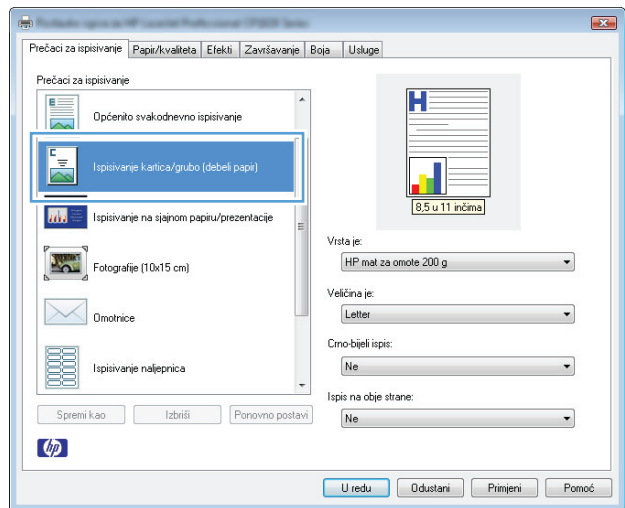 Prečaci za ispisivanje Papir/kvaliteta Efekti Završavanje Boja Usluge
Prečaci za ispisivanje
Općenito svakodnevno ispisivanje
Ispisivanje kartica/grubo (debeli papir)
Ispisivanje na sjajnom papiru/prezentacije
Fotografije (10x15 cm)
Omotnice
Ispisivanje naljepnica
Spremi kao Izbriši Ponovno postavi
8,5 u 11 inčima
Vrsta je:
HP mat za omote 200 g
Veličina je:
Letter
Crno-bijeli ispis:
Ne
Ispis na obje strane:
Ne
hp
U redu Odustani Primjeni Pomoć